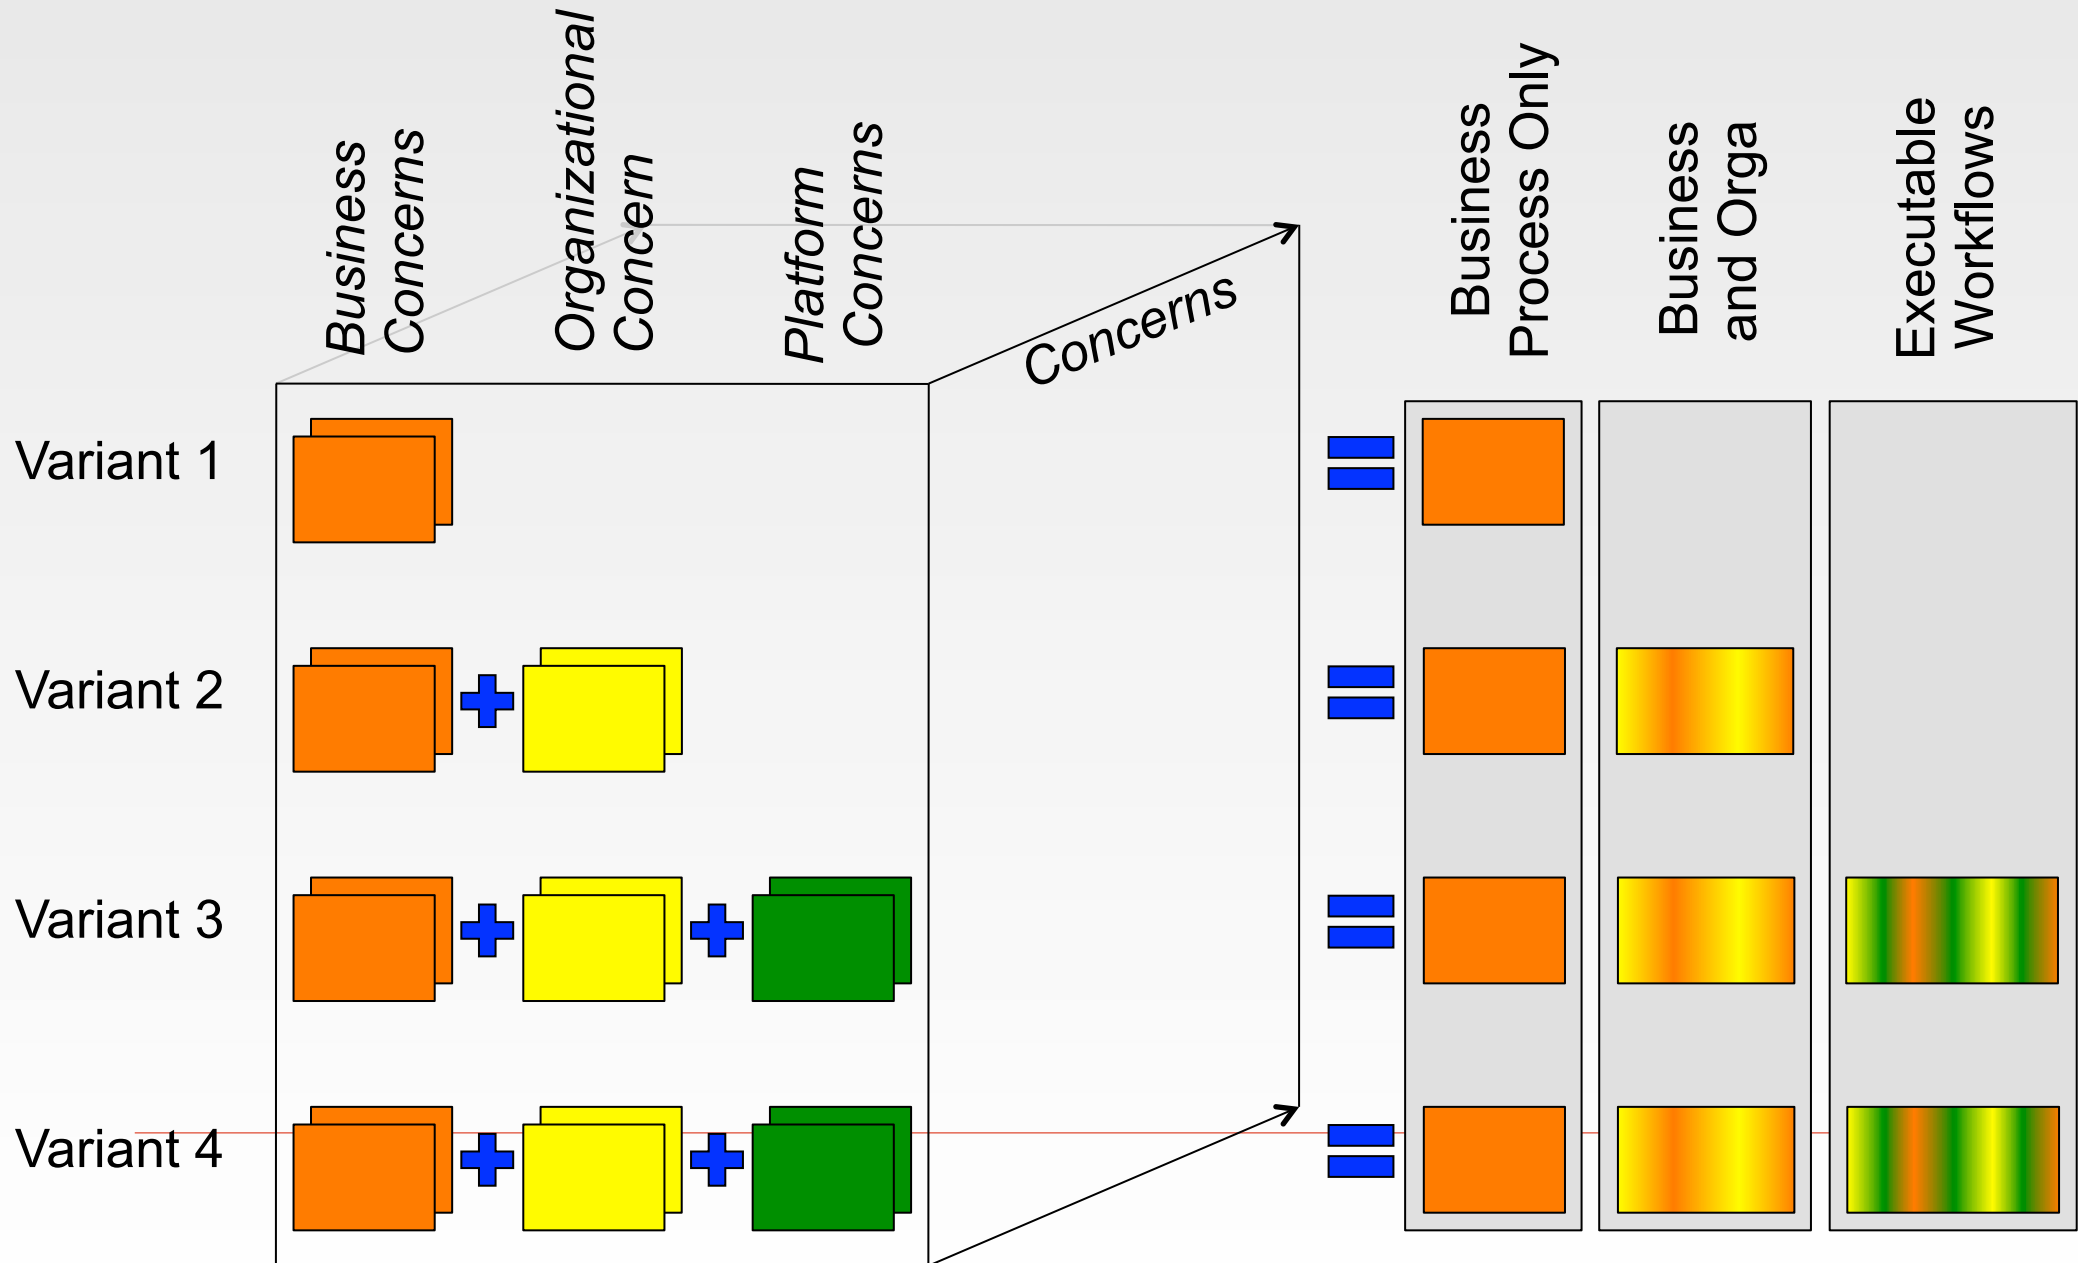 Business
Concerns
Organizational
Concern
Platform
Concerns
Concerns
Business
Process Only
Business
and Orga
Executable
Workflows
Variant 1
Variant 2
Variant 3
Variant 4